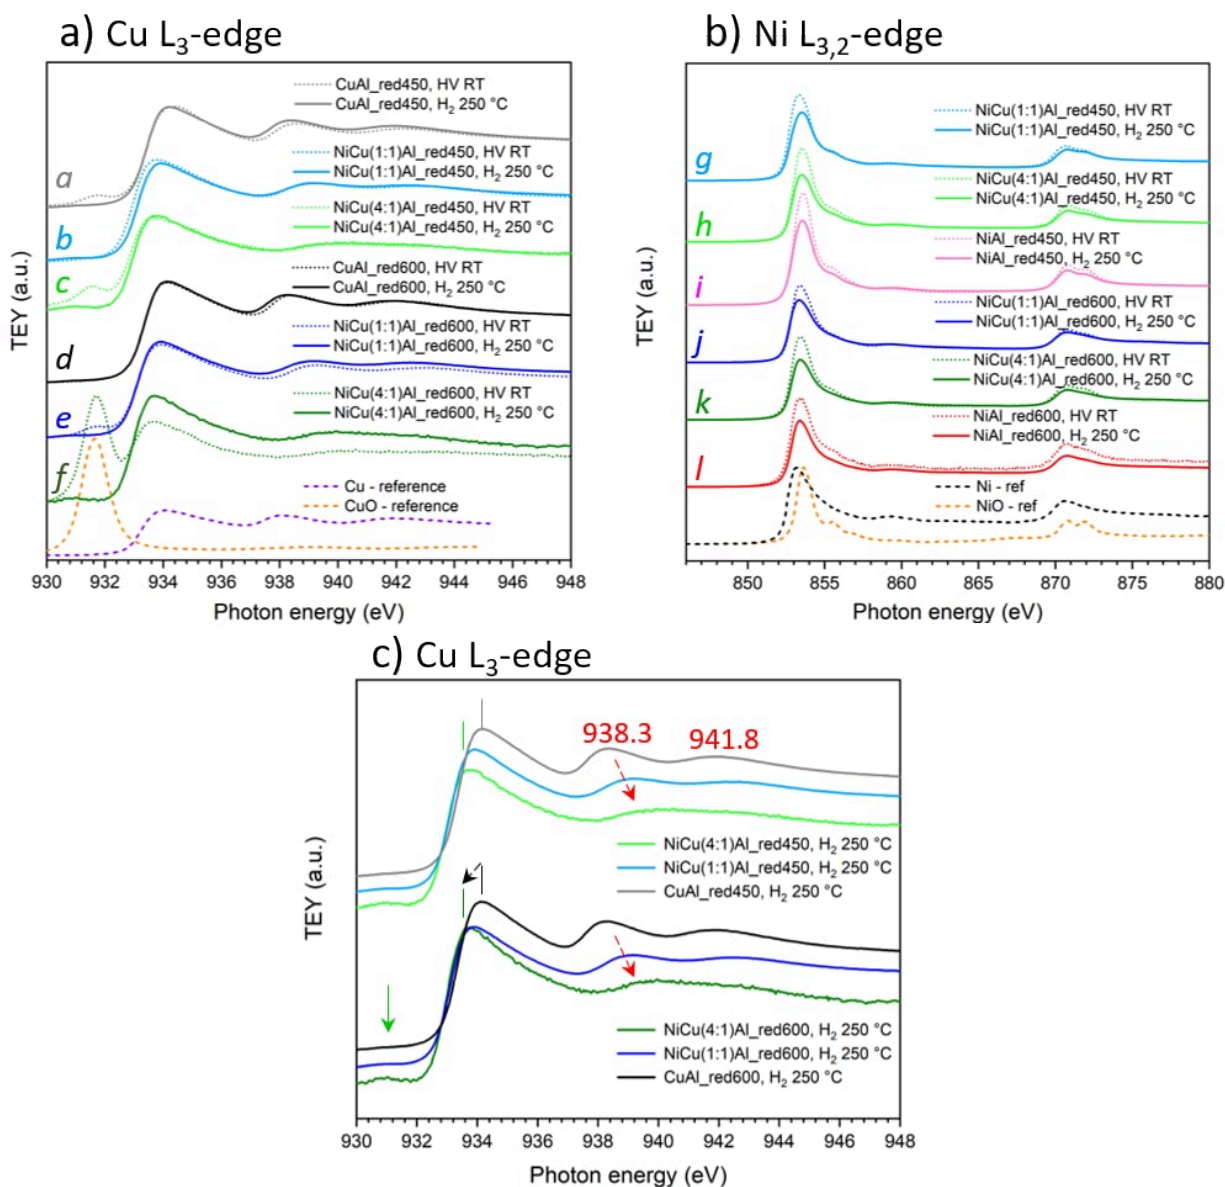 a) Cu L3-edge
CuAl_red450, HV RT
CuAl_red450, H2 250 °C
NiCu(1:1)Al_red450, HV RT
NiCu(1:1)Al_red450, H2 250 °C
NiCu(4:1)Al_red450, HV RT
NiCu(4:1)Al_red450, H2 250 °C
CuAl_red600, HV RT
CuAl_red600, H2 250 °C
NiCu(1:1)Al_red600, HV RT
NiCu(1:1)Al_red600, H2 250 °C
NiCu(4:1)Al_red600, HV RT
NiCu(4:1)Al_red600, H2 250 °C
Cu - reference
CuO - reference
a
b
c
d
e
f
TEY (a.u.)
930 932 934 936 938 940 942 944 946 948
Photon energy (eV)
b) Ni L3,2-edge
NiCu(1:1)Al_red450, HV RT
NiCu(1:1)Al_red450, H2 250 °C
NiCu(4:1)Al_red450, HV RT
NiCu(4:1)Al_red450, H2 250 °C
NiAl_red450, HV RT
NiAl_red450, H2 250 °C
NiCu(1:1)Al_red600, HV RT
NiCu(1:1)Al_red600, H2 250 °C
NiCu(4:1)Al_red600, HV RT
NiCu(4:1)Al_red600, H2 250 °C
NiAl_red600, HV RT
NiAl_red600, H2 250 °C
Ni - ref
NiO - ref
g
h
i
j
k
l
TEY (a.u.)
850 855 860 865 870 875 880
Photon energy (eV)
c) Cu L3-edge
938.3
941.8
NiCu(4:1)Al_red450, H2 250 °C
NiCu(1:1)Al_red450, H2 250 °C
CuAl_red450, H2 250 °C
NiCu(4:1)Al_red600, H2 250 °C
NiCu(1:1)Al_red600, H2 250 °C
CuAl_red600, H2 250 °C
TEY (a.u.)
930 932 934 936 938 940 942 944 946 948
Photon energy (eV)